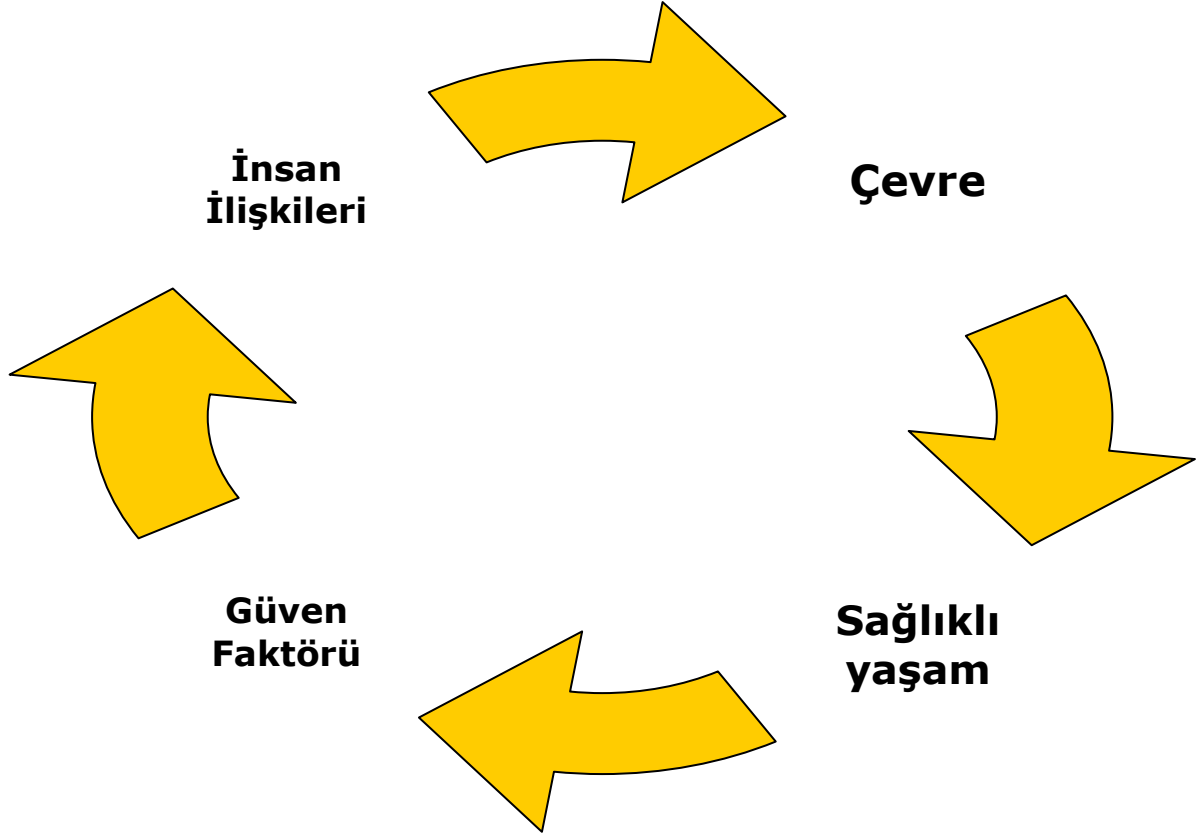 İnsan
İlişkileri
Çevre
Sağlıklı
yaşam
Güven
Faktörü